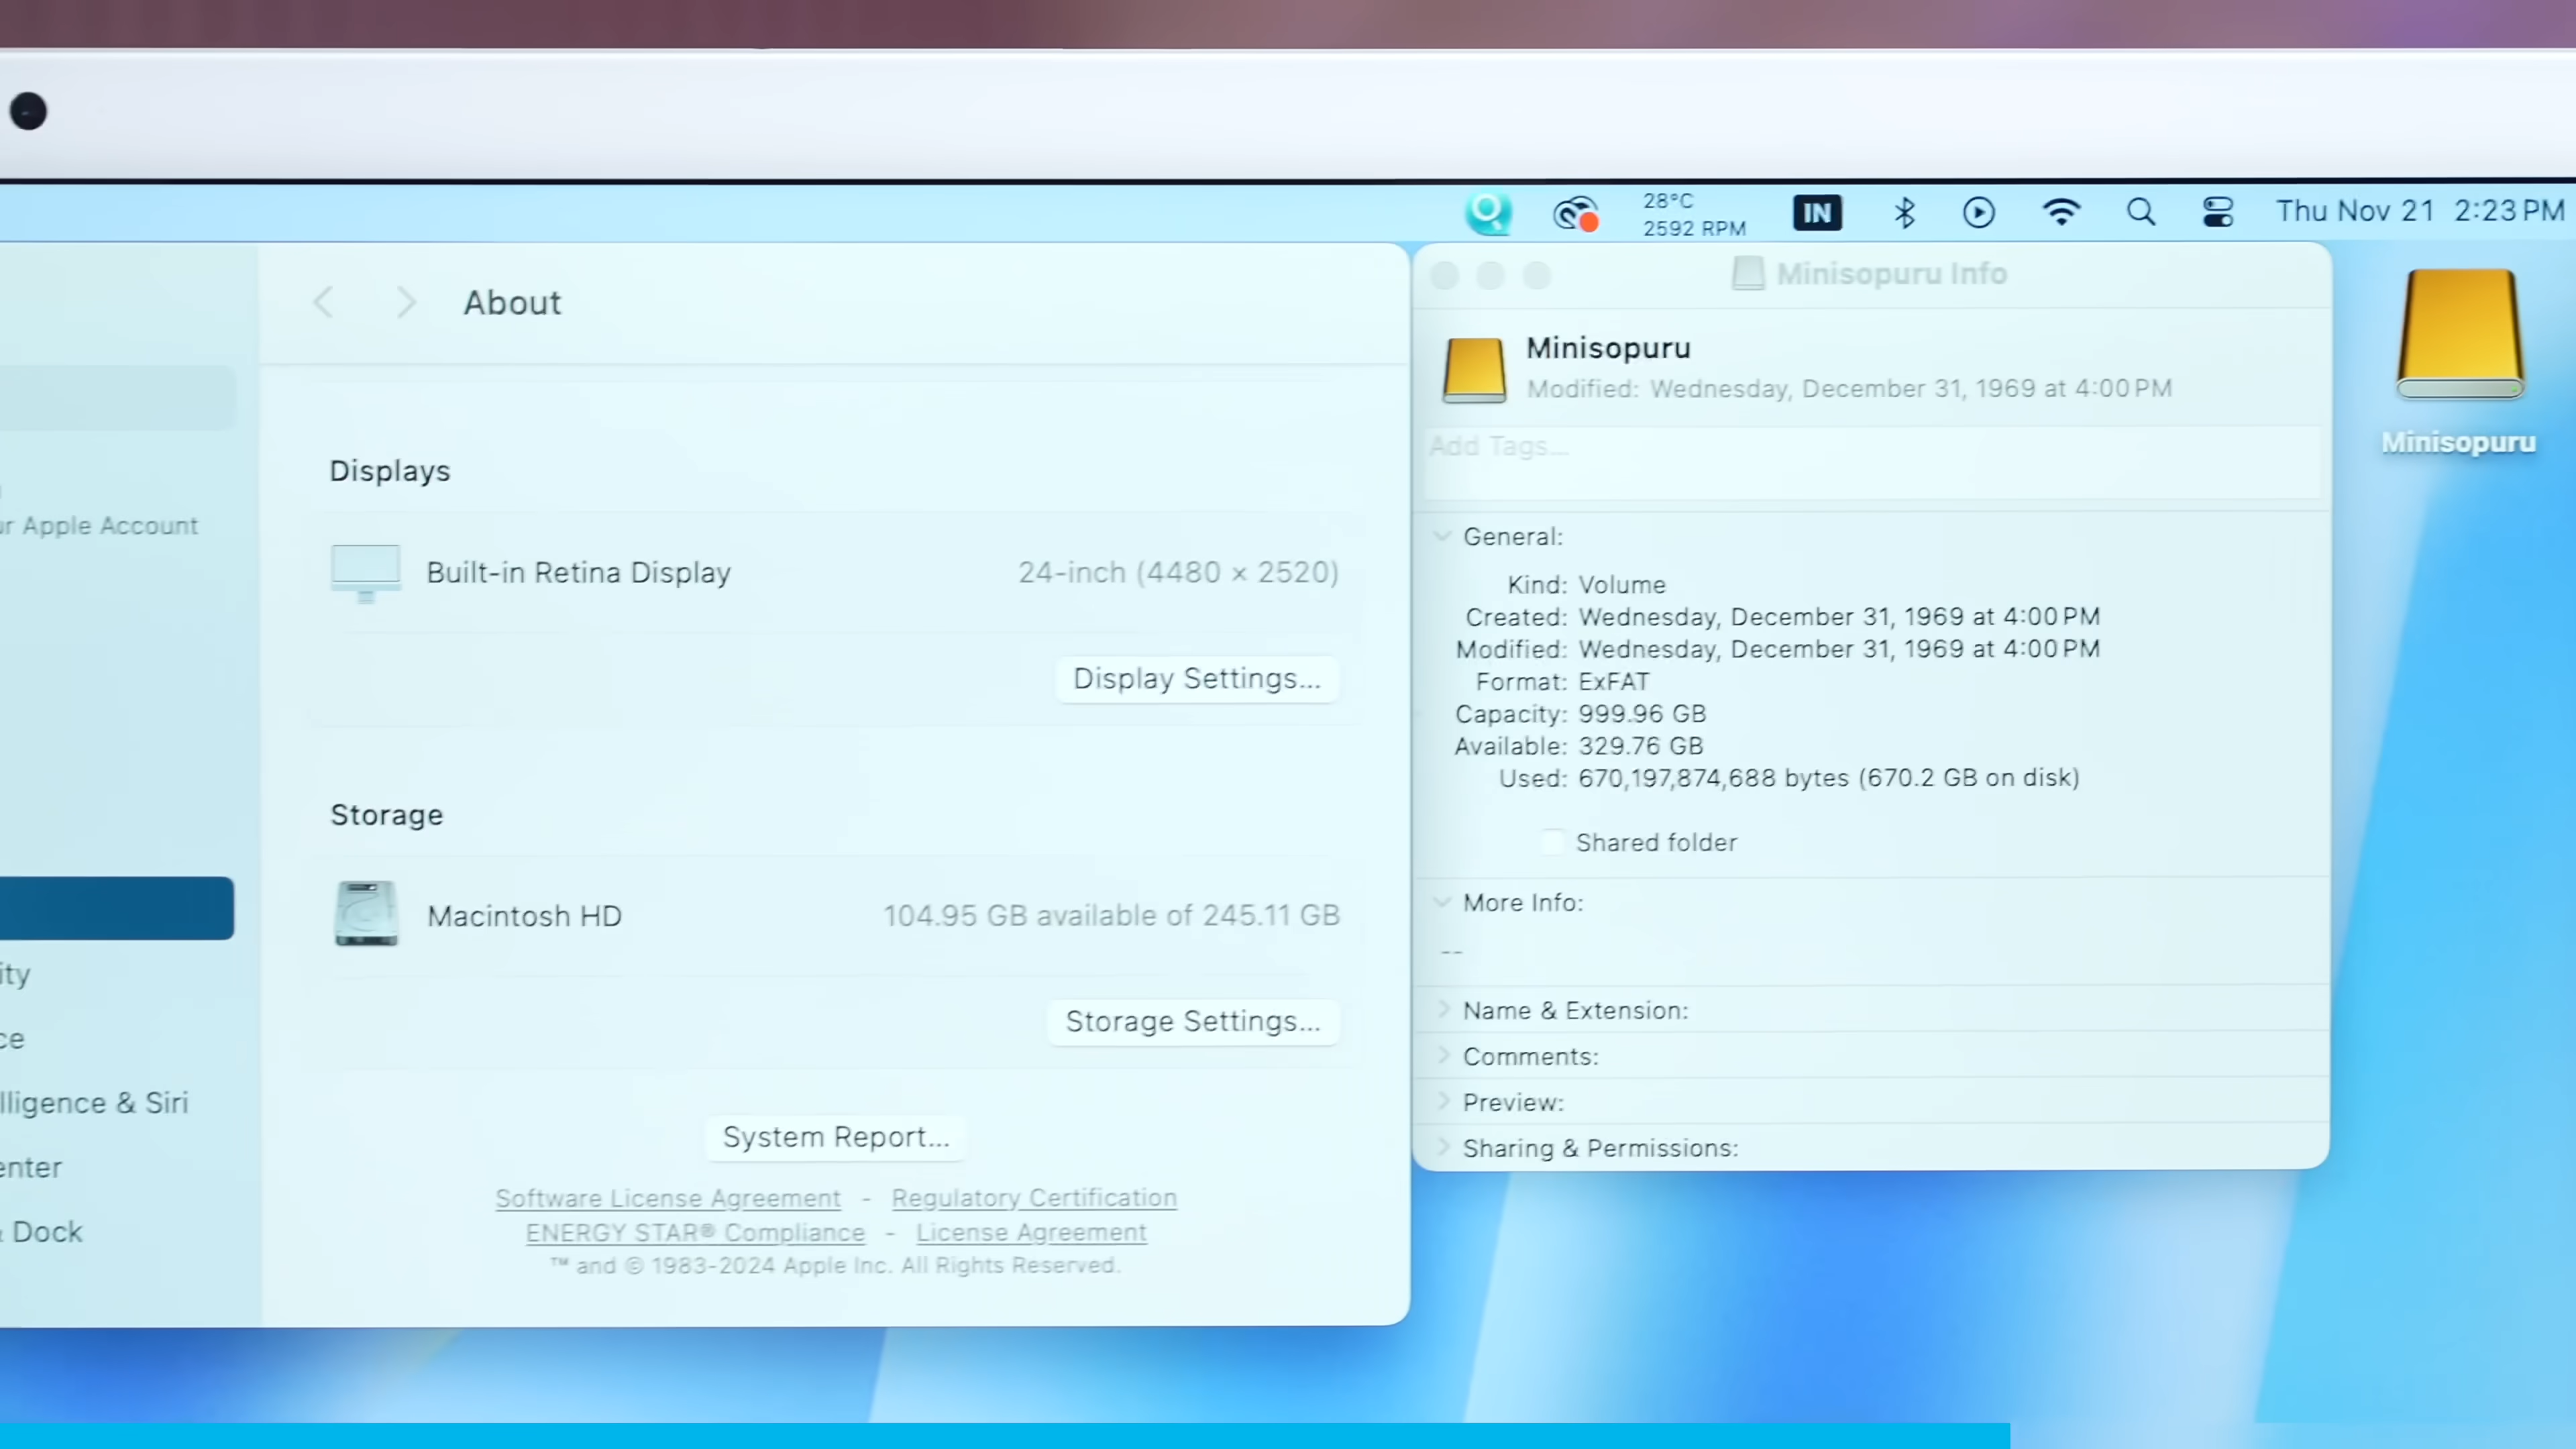 28°C
2592 RPM
IN
Thu Nov 21 2:23 PM
About
Displays
Built-in Retina Display
24-inch (4480 × 2520)
Display Settings...
Storage
Macintosh HD
104.95 GB available of 245.11 GB
Storage Settings...
System Report...
Software License Agreement - Regulatory Certification
ENERGY STAR® Compliance - License Agreement
™ and © 1983-2024 Apple Inc. All Rights Reserved.
ur Apple Account
ity
ce
lligence & Siri
enter
& Dock
Minisopuru Info
Minisopuru
Modified: Wednesday, December 31, 1969 at 4:00 PM
Add Tags...
General:
Kind: Volume
Created: Wednesday, December 31, 1969 at 4:00 PM
Modified: Wednesday, December 31, 1969 at 4:00 PM
Format: ExFAT
Capacity: 999.96 GB
Available: 329.76 GB
Used: 670,197,874,688 bytes (670.2 GB on disk)
Shared folder
More Info:
--
Name & Extension:
Comments:
Preview:
Sharing & Permissions:
Minisopuru